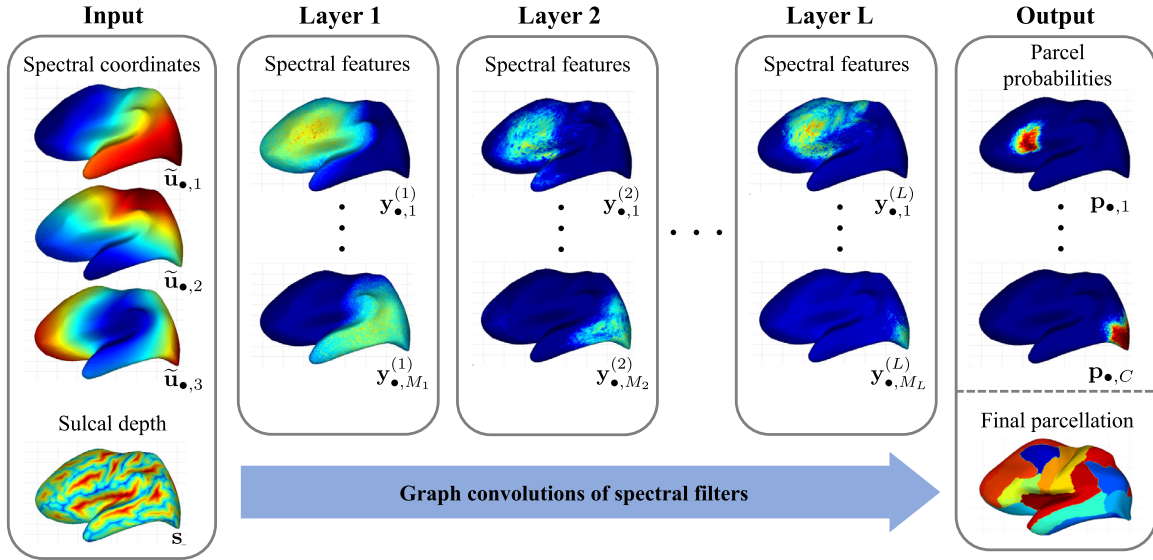 Input
Spectral coordinates
ũ•,1
ũ•,2
ũ•,3
Sulcal depth
s
Layer 1
Spectral features
y•,1^(1)
y•,M₁^(1)
Layer 2
Spectral features
y•,1^(2)
y•,M₂^(2)
. . .
Layer L
Spectral features
y•,1^(L)
y•,M_L^(L)
Graph convolutions of spectral filters
Output
Parcel
probabilities
p•,1
p•,C
Final parcellation